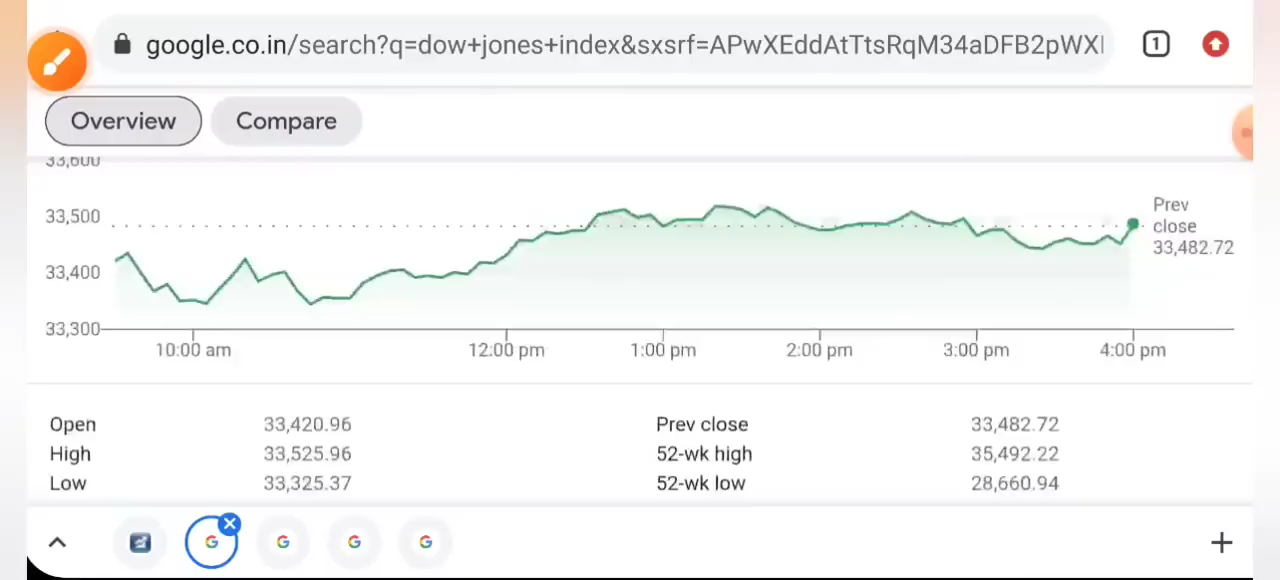 google.co.in/search?q=dow+jones+index&sxsrf=APwXEddAtTtsRqM34aDFB2pWX
1
Overview Compare
33,600
33,500
33,400
33,300
Prev
close
33,482.72
10:00 am 12:00 pm 1:00 pm 2:00 pm 3:00 pm 4:00 pm
Open 33,420.96 Prev close 33,482.72
High 33,525.96 52-wk high 35,492.22
Low 33,325.37 52-wk low 28,660.94